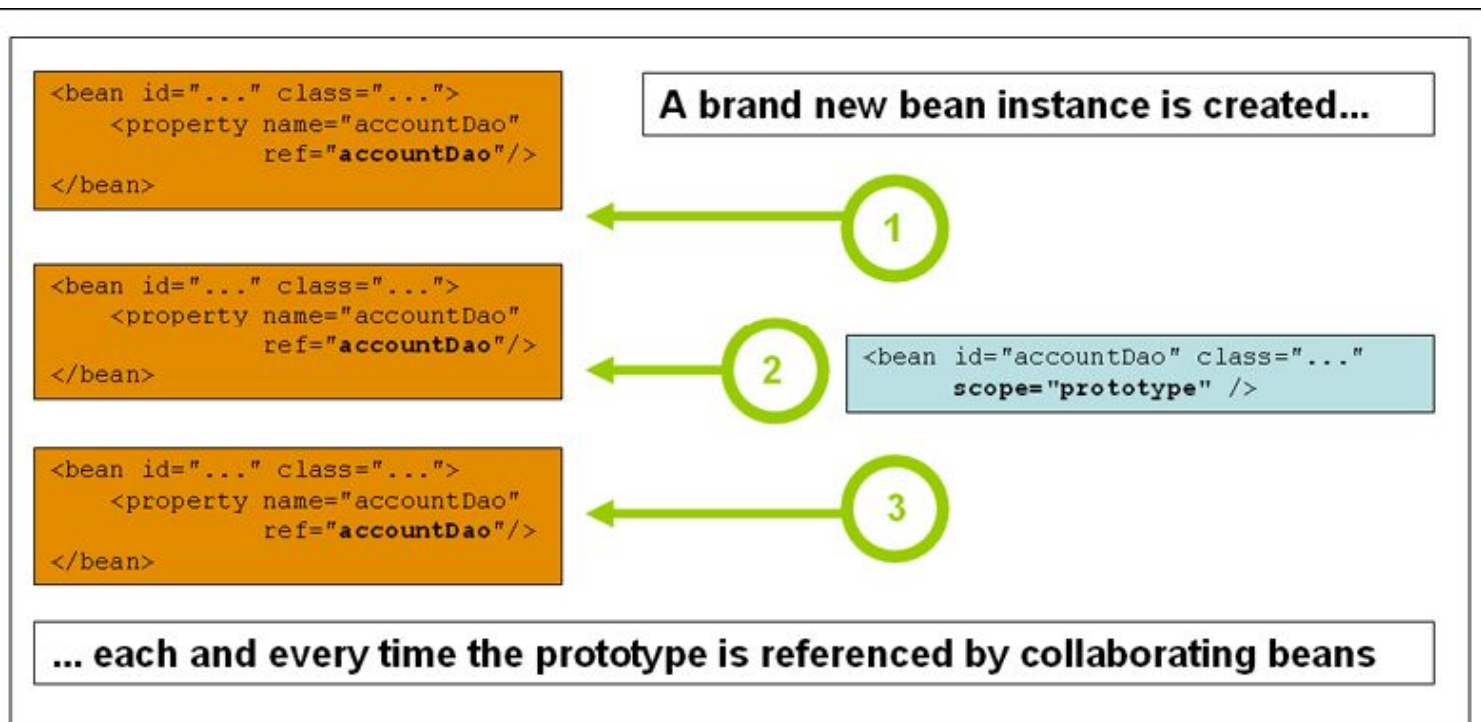 <bean id="..." class="...">
    <property name="accountDao"
              ref="accountDao"/>
</bean>
A brand new bean instance is created...
1
<bean id="..." class="...">
    <property name="accountDao"
              ref="accountDao"/>
</bean>
2
<bean id="accountDao" class="..."
      scope="prototype" />
<bean id="..." class="...">
    <property name="accountDao"
              ref="accountDao"/>
</bean>
3
... each and every time the prototype is referenced by collaborating beans